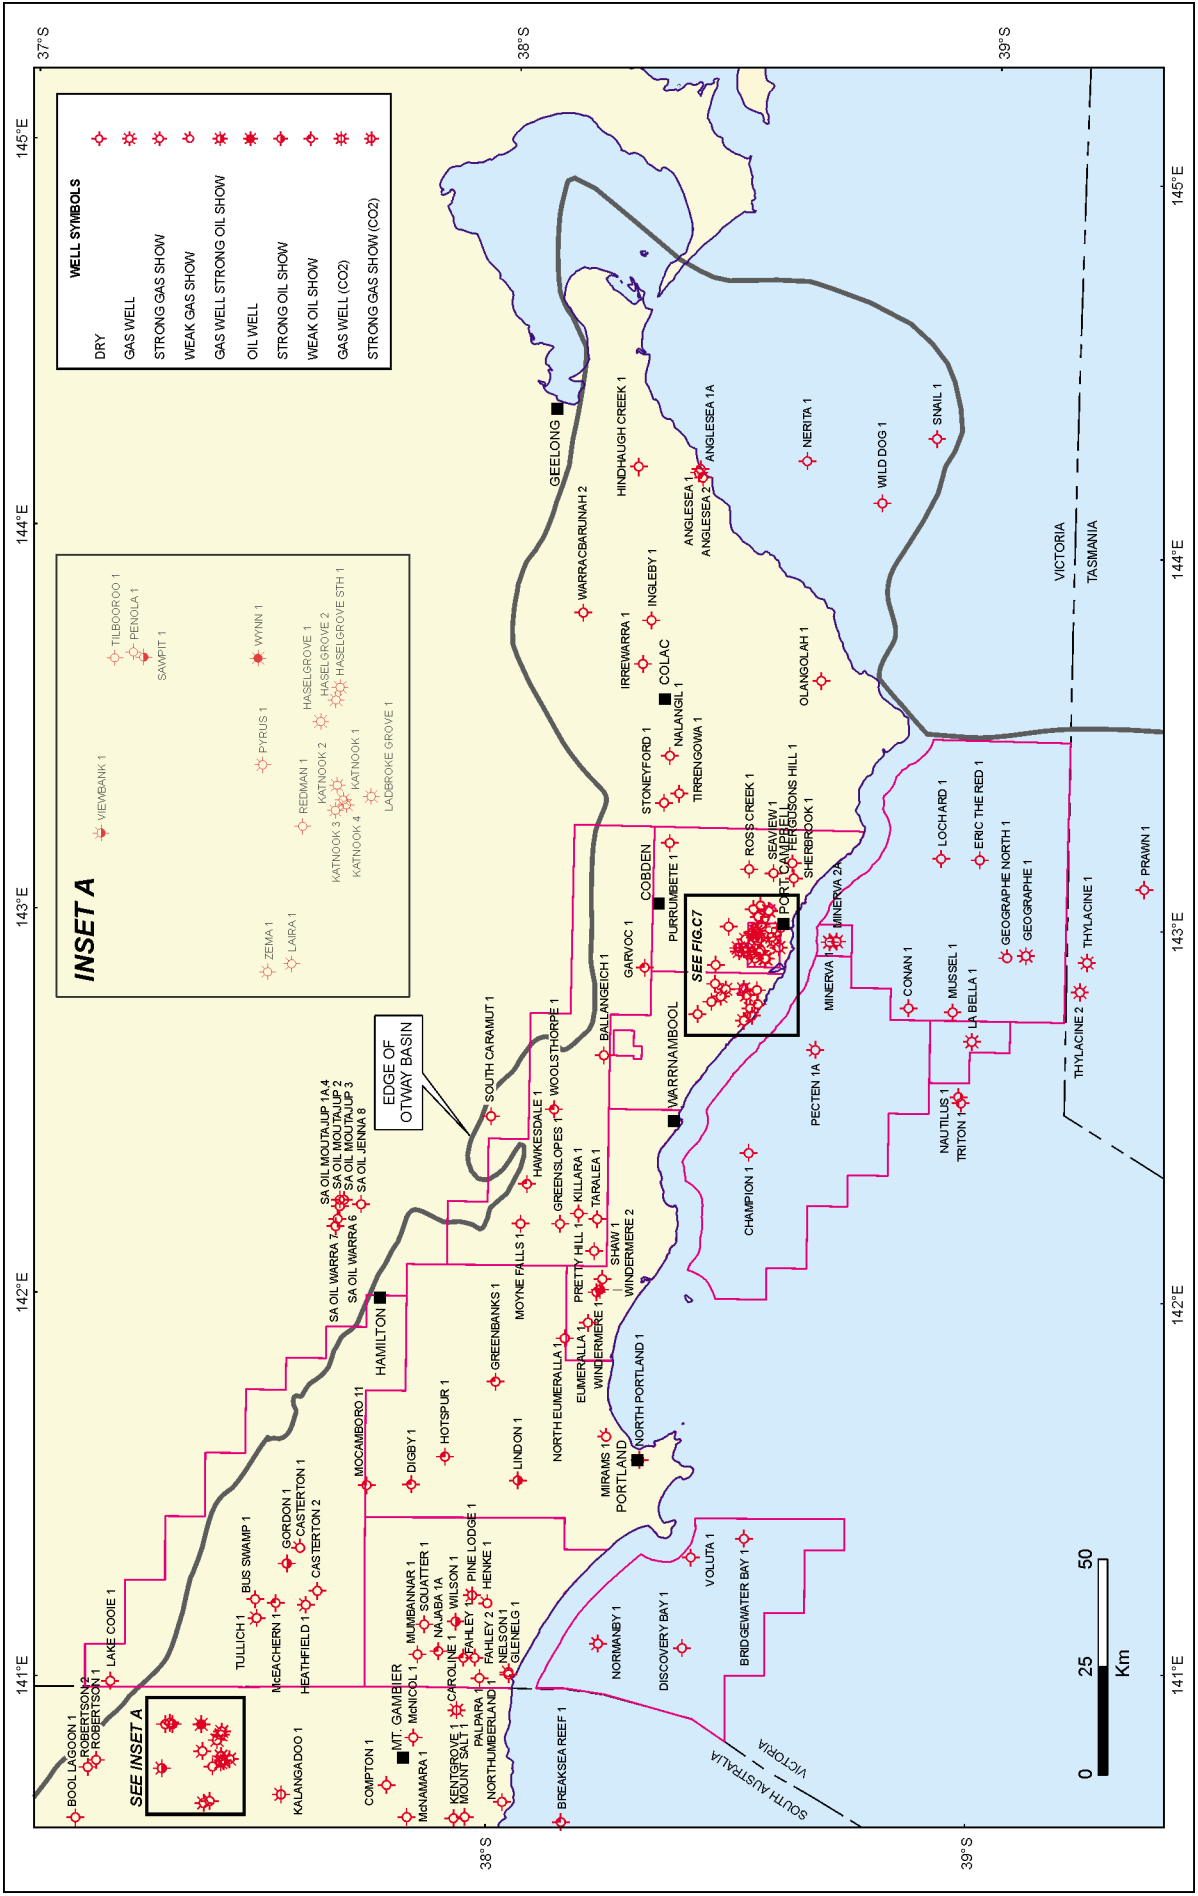 37°S
38°S
39°S
145°E
144°E
143°E
142°E
141°E
WELL SYMBOLS
DRY
GAS WELL
STRONG GAS SHOW
WEAK GAS SHOW
GAS WELL STRONG OIL SHOW
OIL WELL
STRONG OIL SHOW
WEAK OIL SHOW
GAS WELL (CO2)
STRONG GAS SHOW (CO2)
INSET A
VIEWBANK 1
TILBOOROO 1
PENOLA 1
SAWPIT 1
WYNN 1
PYRUS 1
HASELGROVE 1
HASELGROVE 2
HASELGROVE STH 1
REDMAN 1
KATNOOK 2
KATNOOK 1
KATNOOK 3
KATNOOK 4
LADBROKE GROVE 1
ZEMA 1
LAIRA 1
EDGE OF
OTWAY BASIN
GEELONG
HINDHAUGH CREEK 1
WARRACBARUNAH 2
ANGLESEA 1A
ANGLESEA 1
ANGLESEA 2
NERITA 1
WILD DOG 1
SNAIL 1
INGLEBY 1
IRREWARRA 1
COLAC
NALANGIL 1
STONEYFORD 1
TIRRENGOWA 1
OLANGOLAH 1
VICTORIA
TASMANIA
ROSS CREEK 1
SEAVIEW 1
FERGUSONS HILL 1
SHERBROOK 1
PORT CAMPBELL
COBDEN
PURRUMBETE 1
GARVOC 1
SEE FIG.C7
BALLANGEICH 1
MINERVA 2A
MINERVA 1
LOCHARD 1
ERIC THE RED 1
GEOGRAPHE NORTH 1
GEOGRAPHE 1
PRAWN 1
THYLACINE 1
THYLACINE 2
CONAN 1
MUSSEL 1
LA BELLA 1
PECTEN 1A
NAUTILUS 1
TRITON 1
CHAMPION 1
WARRNAMBOOL
SOUTH CARAMUT 1
WOOLSTHORPE 1
HAWKESDALE 1
GREENSLOPES 1
KILLARA 1
TARALEA 1
MOYNE FALLS 1
PRETTY HILL 1
SHAW 1
WINDERMERE 2
WINDERMERE 1
EUMERALLA 1
NORTH EUMERALLA 1
GREENBANKS 1
SA OIL MOUTAJUP 1A,4
SA OIL MOUTAJUP 2
SA OIL MOUTAJUP 3
SA OIL JENNA 8
SA OIL WARRA 7
SA OIL WARRA 6
HAMILTON
MOCAMBORO 11
DIGBY 1
HOTSPUR 1
LINDON 1
MIRAMS 1
PORTLAND
NORTH PORTLAND 1
GORDON 1
CASTERTON 1
CASTERTON 2
BUS SWAMP 1
TULLICH 1
McEACHERN 1
HEATHFIELD 1
LAKE COOIE 1
ROBERTSON 2
ROBERTSON 1
BOOL LAGOON 1
SEE INSET A
KALANGADOO 1
COMPTON 1
MT. GAMBIER
McNICOL 1
McNAMARA 1
MUMBANNAR 1
SQUATTER 1
NAJABA 1A
WILSON 1
PINE LODGE 1
HENKE 1
CAROLINE 1
FAHLEY 1
FAHLEY 2
NELSON 1
GLENELG 1
PALPARA 1
KENTGROVE 1
MOUNT SALT 1
NORTHUMBERLAND 1
BREAKSEA REEF 1
NORMANBY 1
DISCOVERY BAY 1
VOLUTA 1
BRIDGEWATER BAY 1
SOUTH AUSTRALIA
VICTORIA
0
25
50
Km
145°E
144°E
143°E
142°E
141°E
38°S
39°S